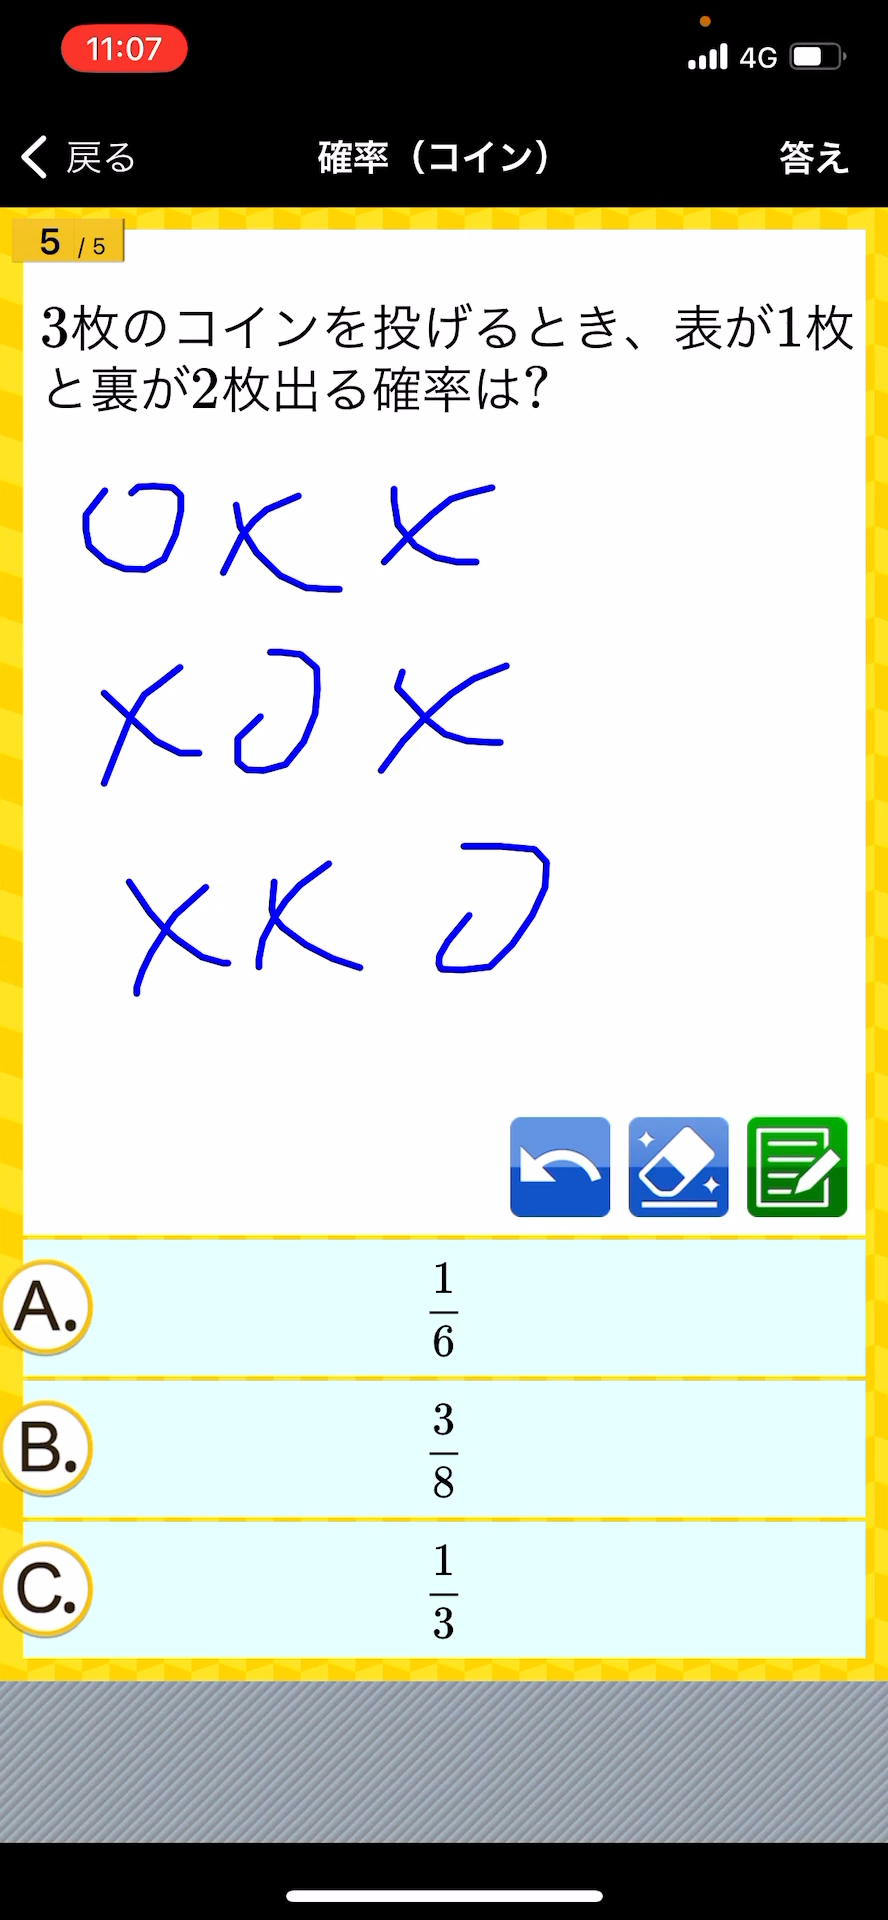 11:07
4G
戻る
確率（コイン）
答え
5 / 5
3枚のコインを投げるとき、表が1枚
と裏が2枚出る確率は?
O X X
X O X
X X O
A.
1
6
B.
3
8
C.
1
3